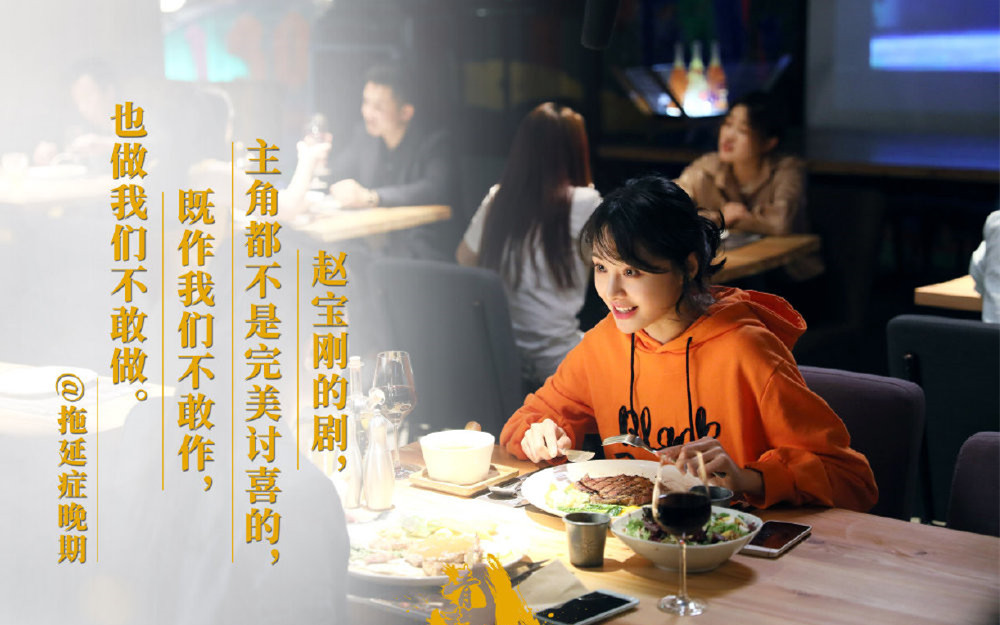 赵宝刚的剧，
主角都不是完美讨喜的，
既作我们不敢作，
也做我们不敢做。
@拖延症晚期